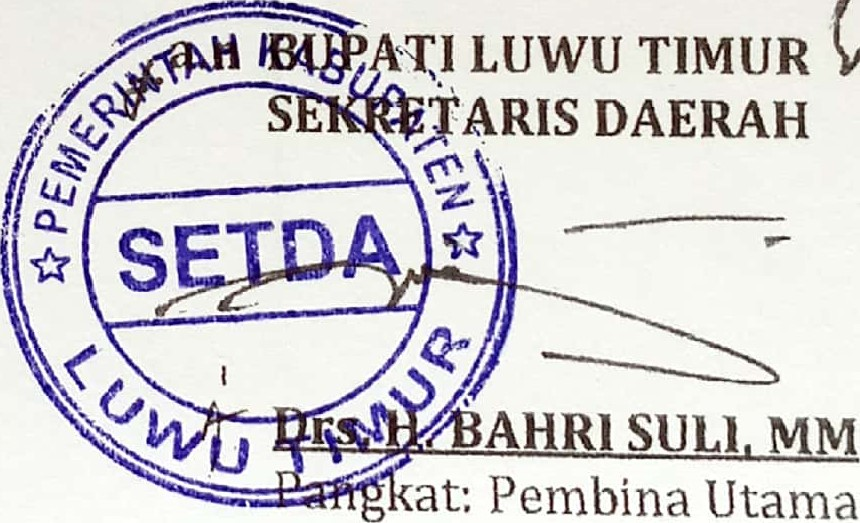 a.n BUPATI LUWU TIMUR
SEKRETARIS DAERAH
PEMERINTAH KABUPATEN
SETDA
LUWU TIMUR
Drs. H. BAHRI SULI, MM
Pangkat: Pembina Utama